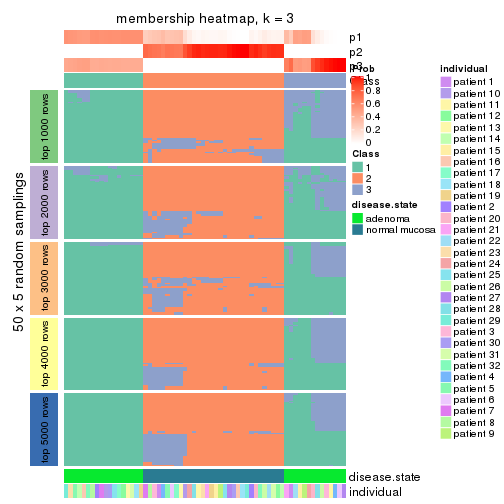 membership heatmap, k = 3
p1
p2
p3
Class
50 x 5 random samplings
top 1000 rows
top 2000 rows
top 3000 rows
top 4000 rows
top 5000 rows
disease.state
individual
Prob
1
0.8
0.6
0.4
0.2
0
Class
1
2
3
disease.state
adenoma
normal mucosa
individual
patient 1
patient 10
patient 11
patient 12
patient 13
patient 14
patient 15
patient 16
patient 17
patient 18
patient 19
patient 2
patient 20
patient 21
patient 22
patient 23
patient 24
patient 25
patient 26
patient 27
patient 28
patient 29
patient 3
patient 30
patient 31
patient 32
patient 4
patient 5
patient 6
patient 7
patient 8
patient 9